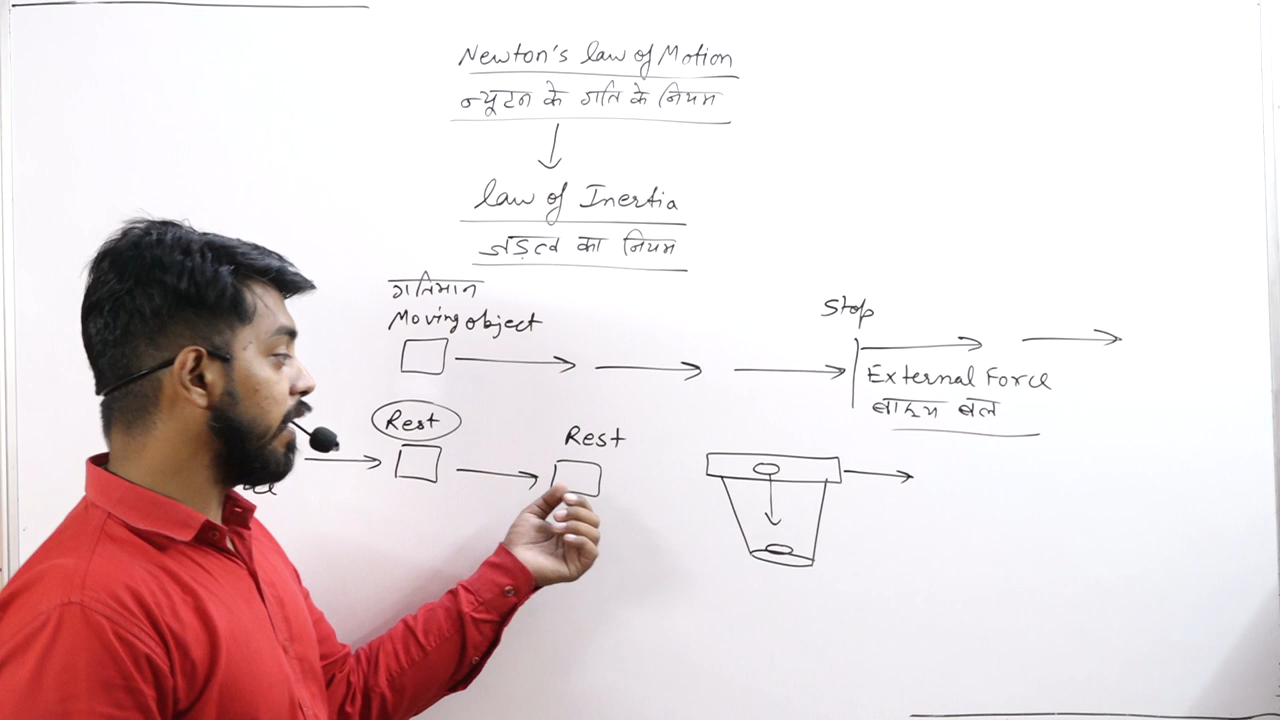 Newton's law of Motion
न्यूटन के गति के नियम
law of Inertia
जड़त्व का नियम
गतिमान
Moving object
Stop
External Force
बाह्य बल
Rest
Rest